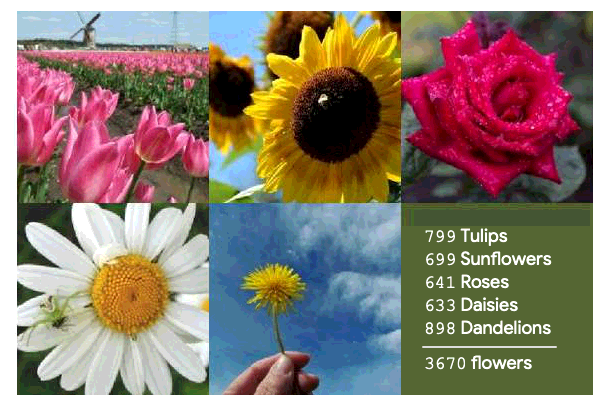 799 Tulips
699 Sunflowers
641 Roses
633 Daisies
898 Dandelions
3670 flowers